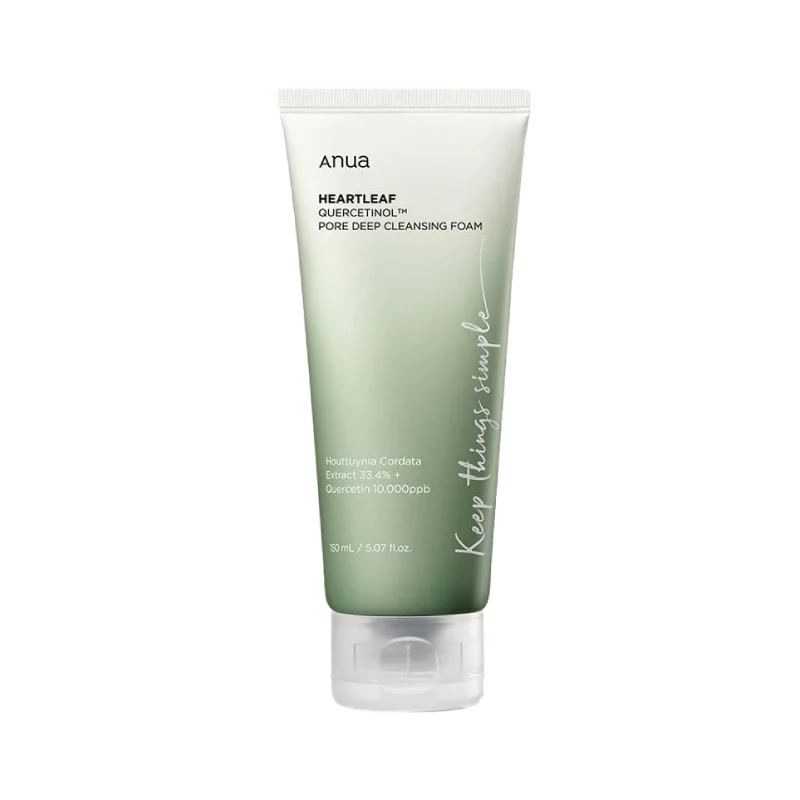 Anua
HEARTLEAF
QUERCETINOL™
PORE DEEP CLEANSING FOAM
Keep things simple
Houttuynia Cordata
Extract 33.4% +
Quercetin 10,000ppb
150 mL / 5.07 fl.oz.